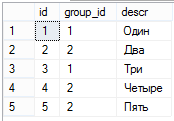 id group_id descr
1 1 1 Один
2 2 2 Два
3 3 1 Три
4 4 2 Четыре
5 5 2 Пять